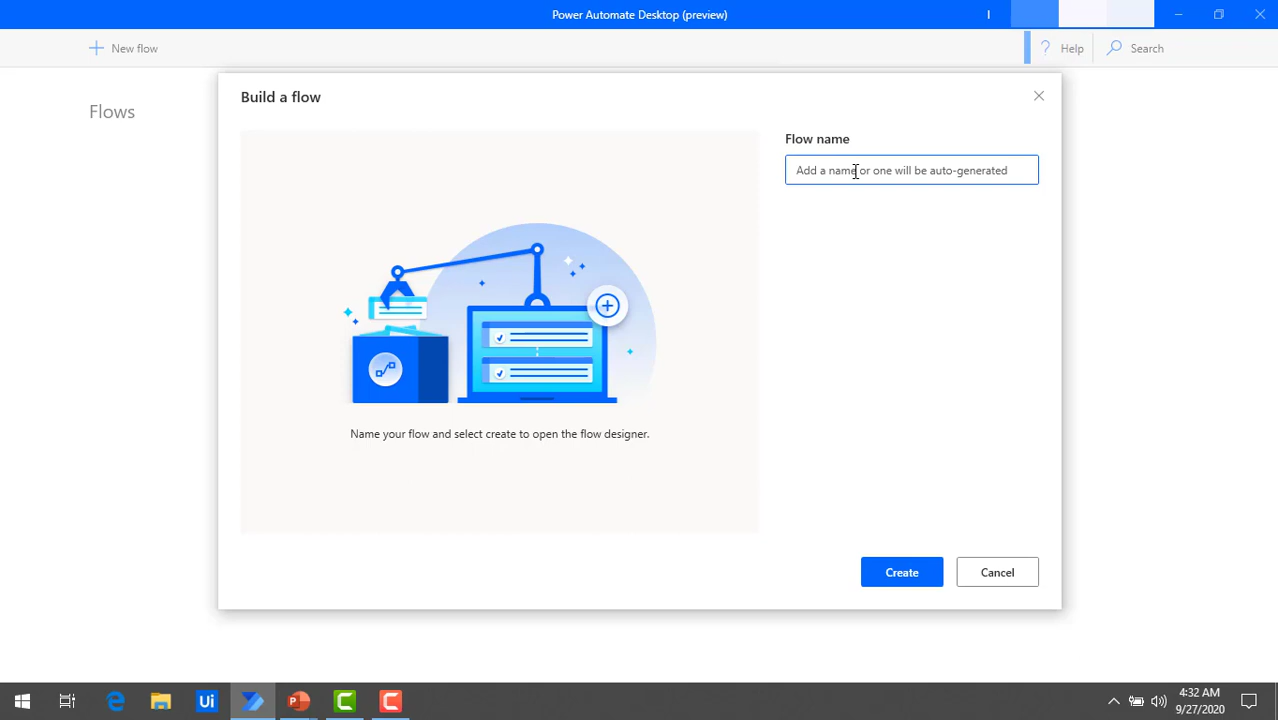 Power Automate Desktop (preview)
New flow
Help
Search
Flows
Build a flow
Flow name
Add a name or one will be auto-generated
Name your flow and select create to open the flow designer.
Create
Cancel
Ui
4:32 AM
9/27/2020